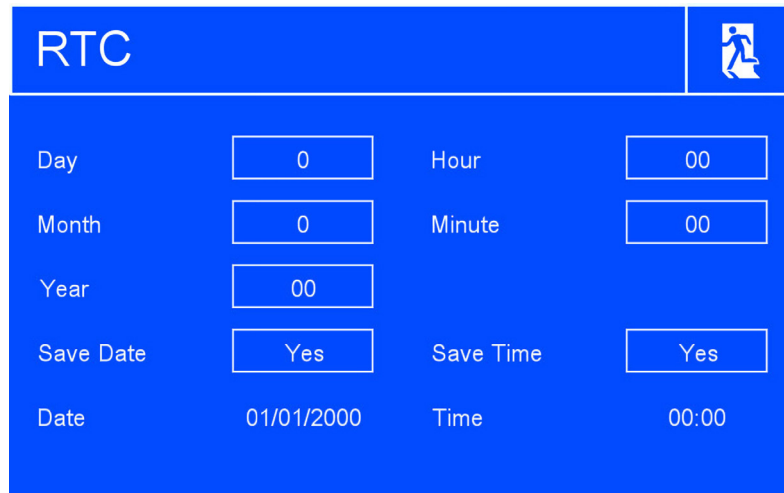 RTC
Day 0 Hour 00
Month 0 Minute 00
Year 00
Save Date Yes Save Time Yes
Date 01/01/2000 Time 00:00